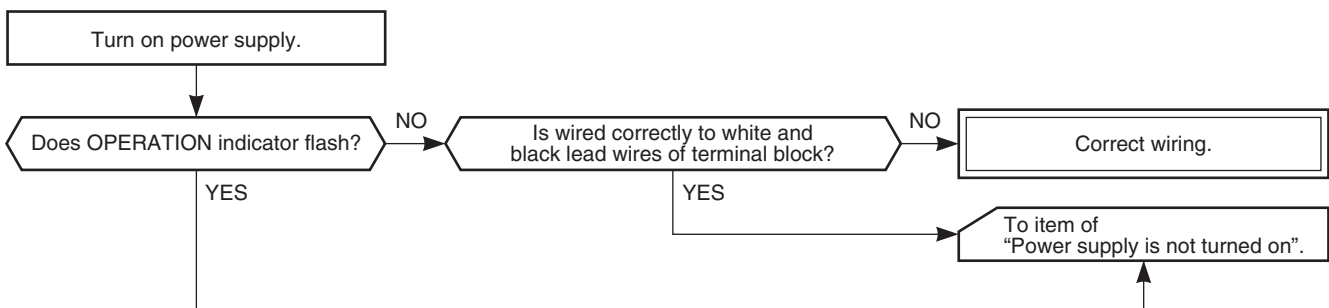 Turn on power supply.
Does OPERATION indicator flash?
NO
Is wired correctly to white and
black lead wires of terminal block?
NO
Correct wiring.
YES
YES
To item of
“Power supply is not turned on”.